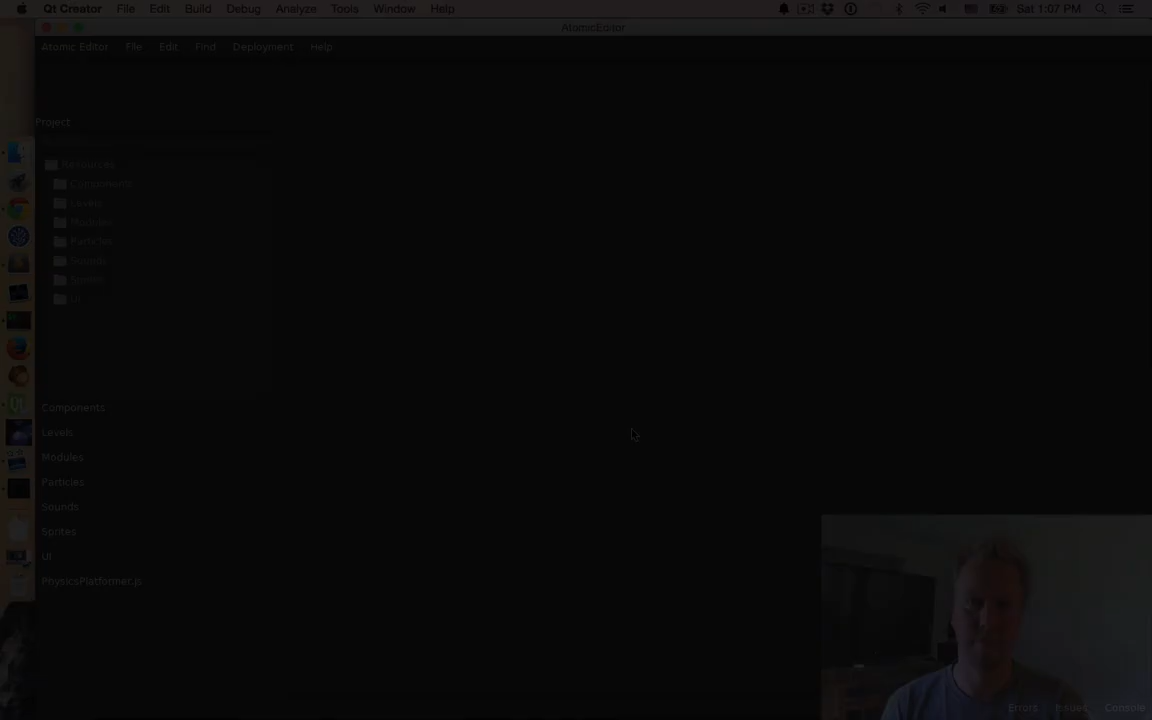 Qt Creator File Edit Build Debug Analyze Tools Window Help Sat 1:07 PM
AtomicEditor
Atomic Editor File Edit Find Deployment Help
Project
Resources
Components
Levels
Modules
Particles
Sounds
Sprites
UI
Components
Levels
Modules
Particles
Sounds
Sprites
UI
PhysicsPlatformer.js
Errors Issues Console